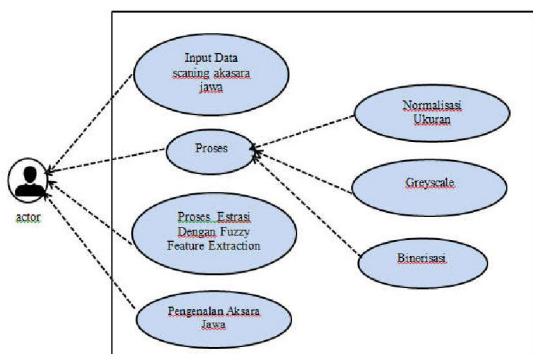 Input Data
scaning akasara
jawa
Normalisasi
Ukuran
Proses
Greyscale
actor
Proses Estrasi
Dengan Fuzzy
Feature Extraction
Binerisasi
Pengenalan Aksara
Jawa